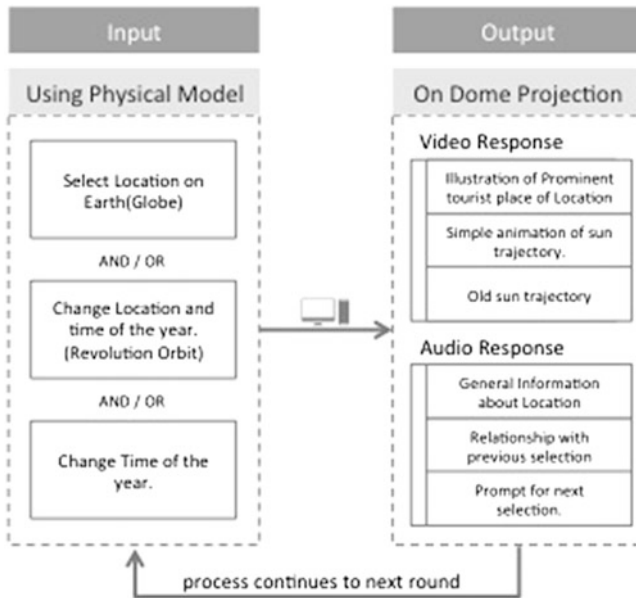 Input
Using Physical Model
Select Location on
Earth(Globe)
AND / OR
Change Location and
time of the year.
(Revolution Orbit)
AND / OR
Change Time of the
year.
Output
On Dome Projection
Video Response
Illustration of Prominent
tourist place of Location
Simple animation of sun
trajectory.
Old sun trajectory
Audio Response
General Information
about Location
Relationship with
previous selection
Prompt for next
selection.
process continues to next round